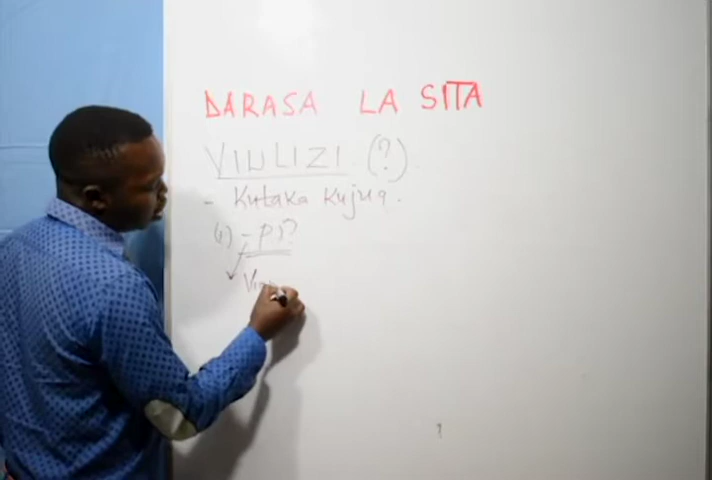 DARASA LA SITA
VIULIZI (?)
- Kutaka Kujua.
- pi?